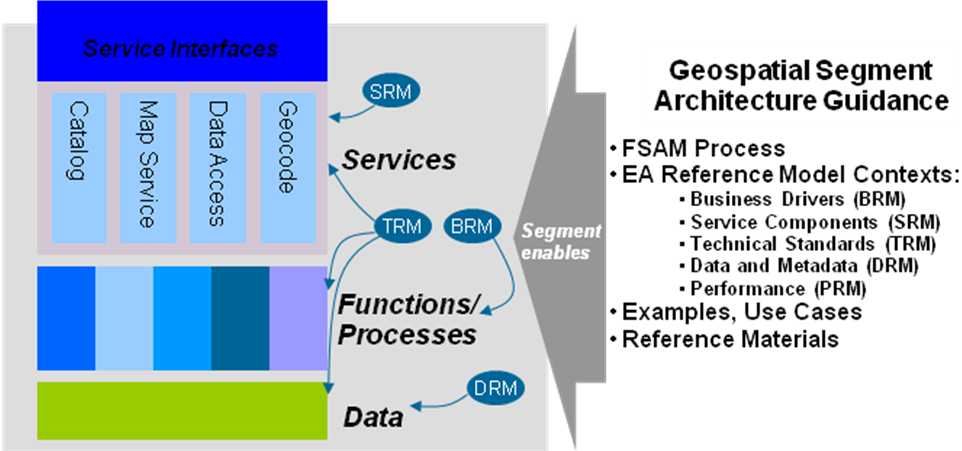 Service Interfaces
Catalog
Map Service
Data Access
Geocode
SRM
Services
TRM
BRM
Segment
enables
Functions/
Processes
DRM
Data
Geospatial Segment
Architecture Guidance
• FSAM Process
• EA Reference Model Contexts:
▪ Business Drivers (BRM)
▪ Service Components (SRM)
▪ Technical Standards (TRM)
▪ Data and Metadata (DRM)
▪ Performance (PRM)
• Examples, Use Cases
• Reference Materials